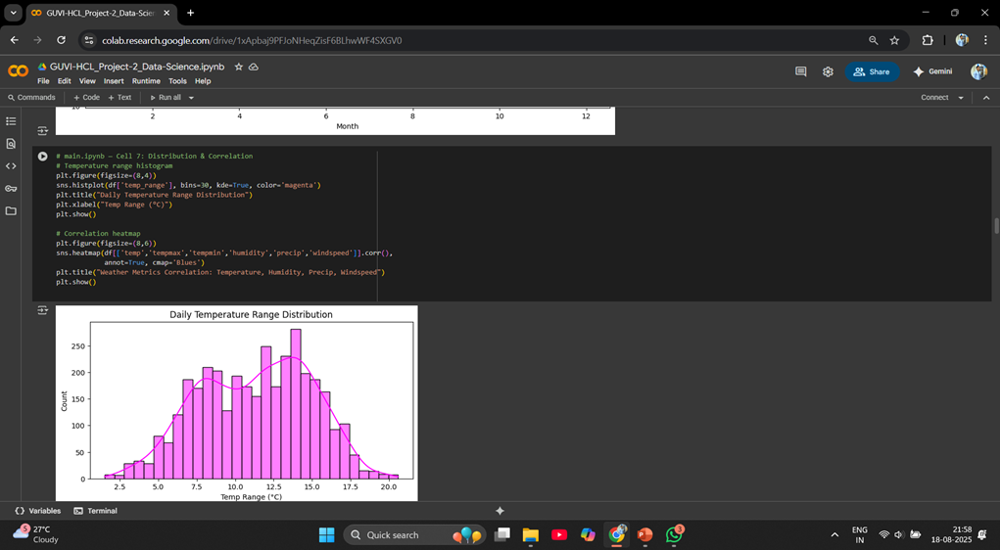 GUVI-HCL_Project-2_Data-Scien
colab.research.google.com/drive/1xApbaj9PFJoNHeqZisF6BLhwWF4SXGV0
GUVI-HCL_Project-2_Data-Science.ipynb
File Edit View Insert Runtime Tools Help
Share
Gemini
Commands + Code + Text Run all
Connect
2 4 6 8 10 12
Month
# main.ipynb — Cell 7: Distribution & Correlation
# Temperature range histogram
plt.figure(figsize=(8,4))
sns.histplot(df['temp_range'], bins=30, kde=True, color='magenta')
plt.title("Daily Temperature Range Distribution")
plt.xlabel("Temp Range (°C)")
plt.show()
# Correlation heatmap
plt.figure(figsize=(8,6))
sns.heatmap(df[['temp','tempmax','tempmin','humidity','precip','windspeed']].corr(),
annot=True, cmap='Blues')
plt.title("Weather Metrics Correlation: Temperature, Humidity, Precip, Windspeed")
plt.show()
Daily Temperature Range Distribution
250
200
150
100
50
0
Count
2.5 5.0 7.5 10.0 12.5 15.0 17.5 20.0
Temp Range (°C)
Variables Terminal
5
27°C
Cloudy
Quick search
3
ENG
IN
21:58
18-08-2025